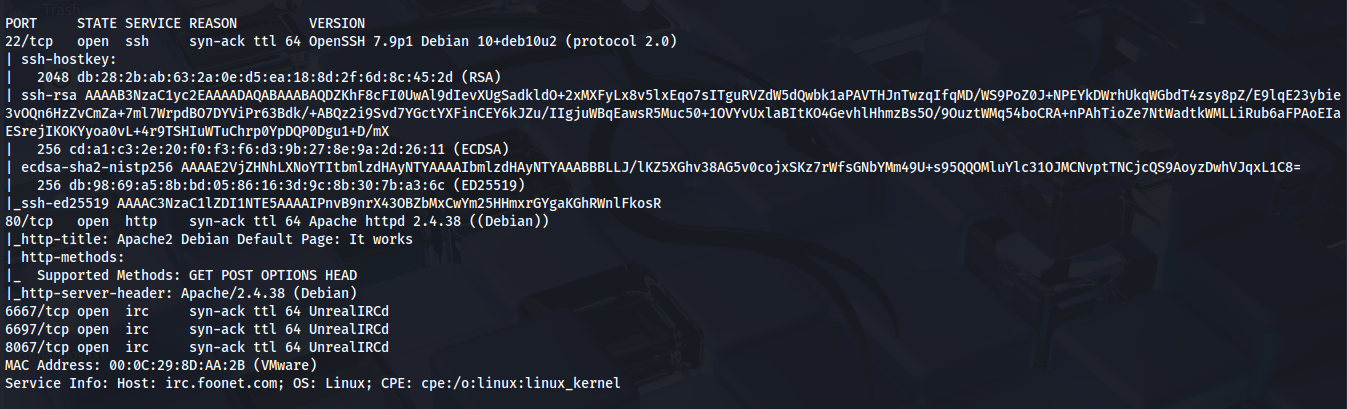 PORT     STATE SERVICE REASON         VERSION
22/tcp   open  ssh     syn-ack ttl 64 OpenSSH 7.9p1 Debian 10+deb10u2 (protocol 2.0)
| ssh-hostkey:
|   2048 db:28:2b:ab:63:2a:0e:d5:ea:18:8d:2f:6d:8c:45:2d (RSA)
| ssh-rsa AAAAB3NzaC1yc2EAAAADAQABAAABAQDZKhF8cFI0UwAl9dIevXUgSadkldO+2xMXFyLx8v5lxEqo7sITguRVZdW5dQwbk1aPAVTHJnTwzqIfqMD/WS9PoZ0J+NPEYkDWrhUkqWGbdT4zsy8pZ/E9lqE23ybie
3vOQn6HzZvCmZa+7ml7WrpdBO7DYViPr63Bdk/+ABQz2i9Svd7YGctYXFinCEY6kJZu/IIgjuWBqEawsR5Muc50+1OVYvUxlaBItKO4GevhlHhmzBs5O/9OuztWMq54boCRA+nPAhTioZe7NtWadtkWMLLiRub6aFPAoEIa
ESrejIKOKYyoa0vL+4r9TSHIuWTuChrp0YpDQP0Dgu1+D/mX
|   256 cd:a1:c3:2e:20:f0:f3:f6:d3:9b:27:8e:9a:2d:26:11 (ECDSA)
| ecdsa-sha2-nistp256 AAAAE2VjZHNhLXNoYTItbmlzdHAyNTYAAAAIbmlzdHAyNTYAAABBBLLJ/lKZ5XGhv38AG5v0cojxSKz7rWfsGNbYMm49U+s95QQOMluYlc31OJMCNvptTNCjcQS9AoyzDwhVJqxL1C8=
|   256 db:98:69:a5:8b:bd:05:86:16:3d:9c:8b:30:7b:a3:6c (ED25519)
|_ssh-ed25519 AAAAC3NzaC1lZDI1NTE5AAAAIPnvB9nrX43OBZbMxCwYm25HHmxrGYgaKGhRWnlFkosR
80/tcp   open  http    syn-ack ttl 64 Apache httpd 2.4.38 ((Debian))
|_http-title: Apache2 Debian Default Page: It works
| http-methods:
|_  Supported Methods: GET POST OPTIONS HEAD
|_http-server-header: Apache/2.4.38 (Debian)
6667/tcp open  irc     syn-ack ttl 64 UnrealIRCd
6697/tcp open  irc     syn-ack ttl 64 UnrealIRCd
8067/tcp open  irc     syn-ack ttl 64 UnrealIRCd
MAC Address: 00:0C:29:8D:AA:2B (VMware)
Service Info: Host: irc.foonet.com; OS: Linux; CPE: cpe:/o:linux:linux_kernel